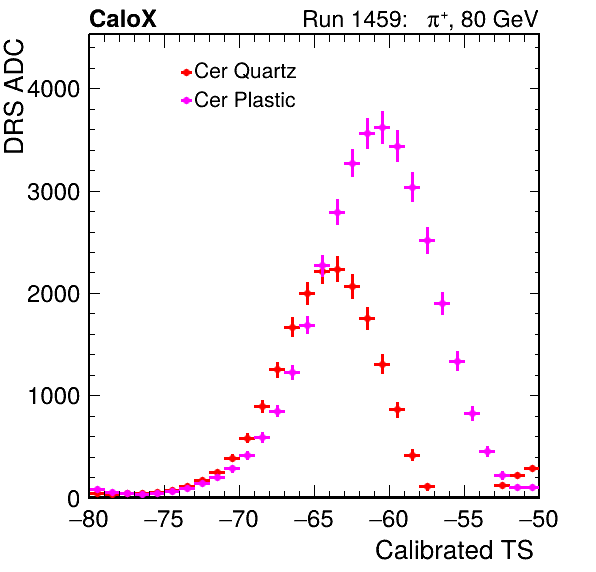 CaloX Run 1459: π⁺, 80 GeV
DRS ADC
Cer Quartz
Cer Plastic
4000
3000
2000
1000
0
−80 −75 −70 −65 −60 −55 −50
Calibrated TS